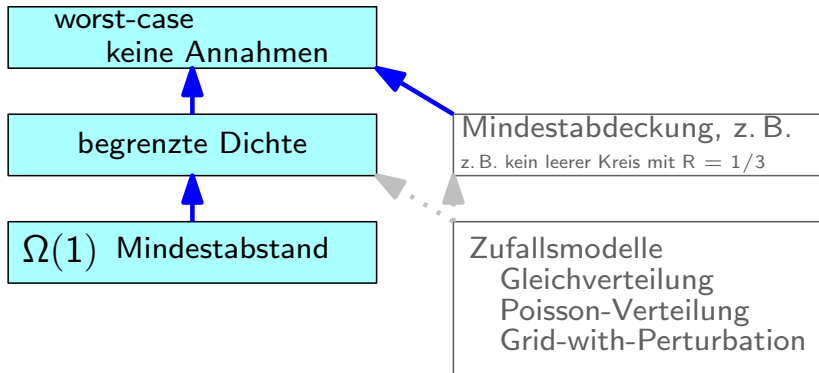 worst-case
keine Annahmen
begrenzte Dichte
Mindestabdeckung, z. B.
z. B. kein leerer Kreis mit R = 1/3
Ω(1) Mindestabstand
Zufallsmodelle
Gleichverteilung
Poisson-Verteilung
Grid-with-Perturbation